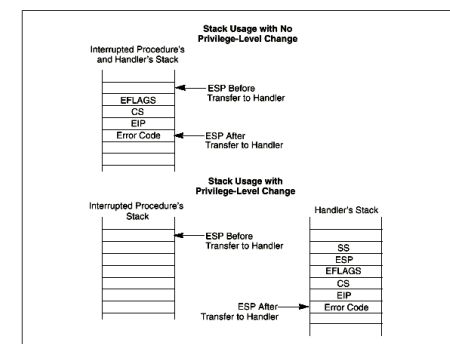 Stack Usage with No
Privilege-Level Change
Interrupted Procedure's
and Handler's Stack
ESP Before
Transfer to Handler
EFLAGS
CS
EIP
Error Code
ESP After
Transfer to Handler
Stack Usage with
Privilege-Level Change
Interrupted Procedure's
Stack
Handler's Stack
ESP Before
Transfer to Handler
SS
ESP
EFLAGS
CS
EIP
ESP After
Transfer to Handler
Error Code